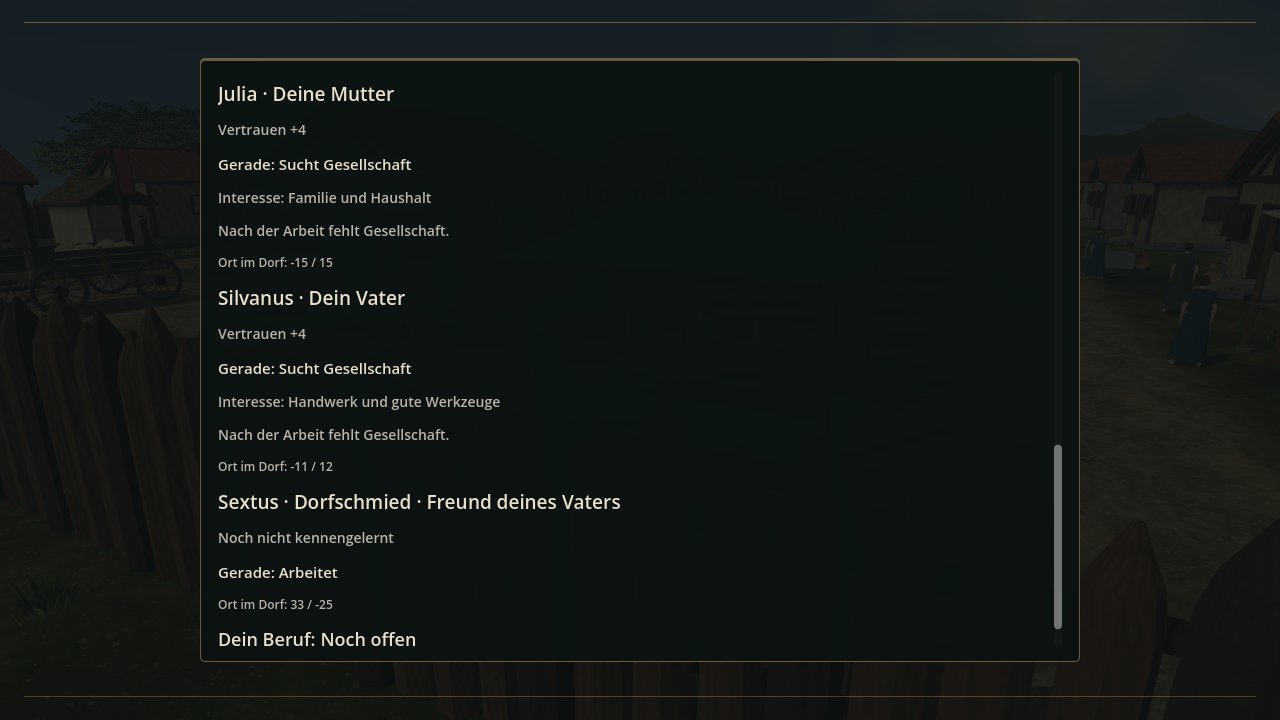 Julia · Deine Mutter
Vertrauen +4
Gerade: Sucht Gesellschaft
Interesse: Familie und Haushalt
Nach der Arbeit fehlt Gesellschaft.
Ort im Dorf: -15 / 15
Silvanus · Dein Vater
Vertrauen +4
Gerade: Sucht Gesellschaft
Interesse: Handwerk und gute Werkzeuge
Nach der Arbeit fehlt Gesellschaft.
Ort im Dorf: -11 / 12
Sextus · Dorfschmied · Freund deines Vaters
Noch nicht kennengelernt
Gerade: Arbeitet
Ort im Dorf: 33 / -25
Dein Beruf: Noch offen